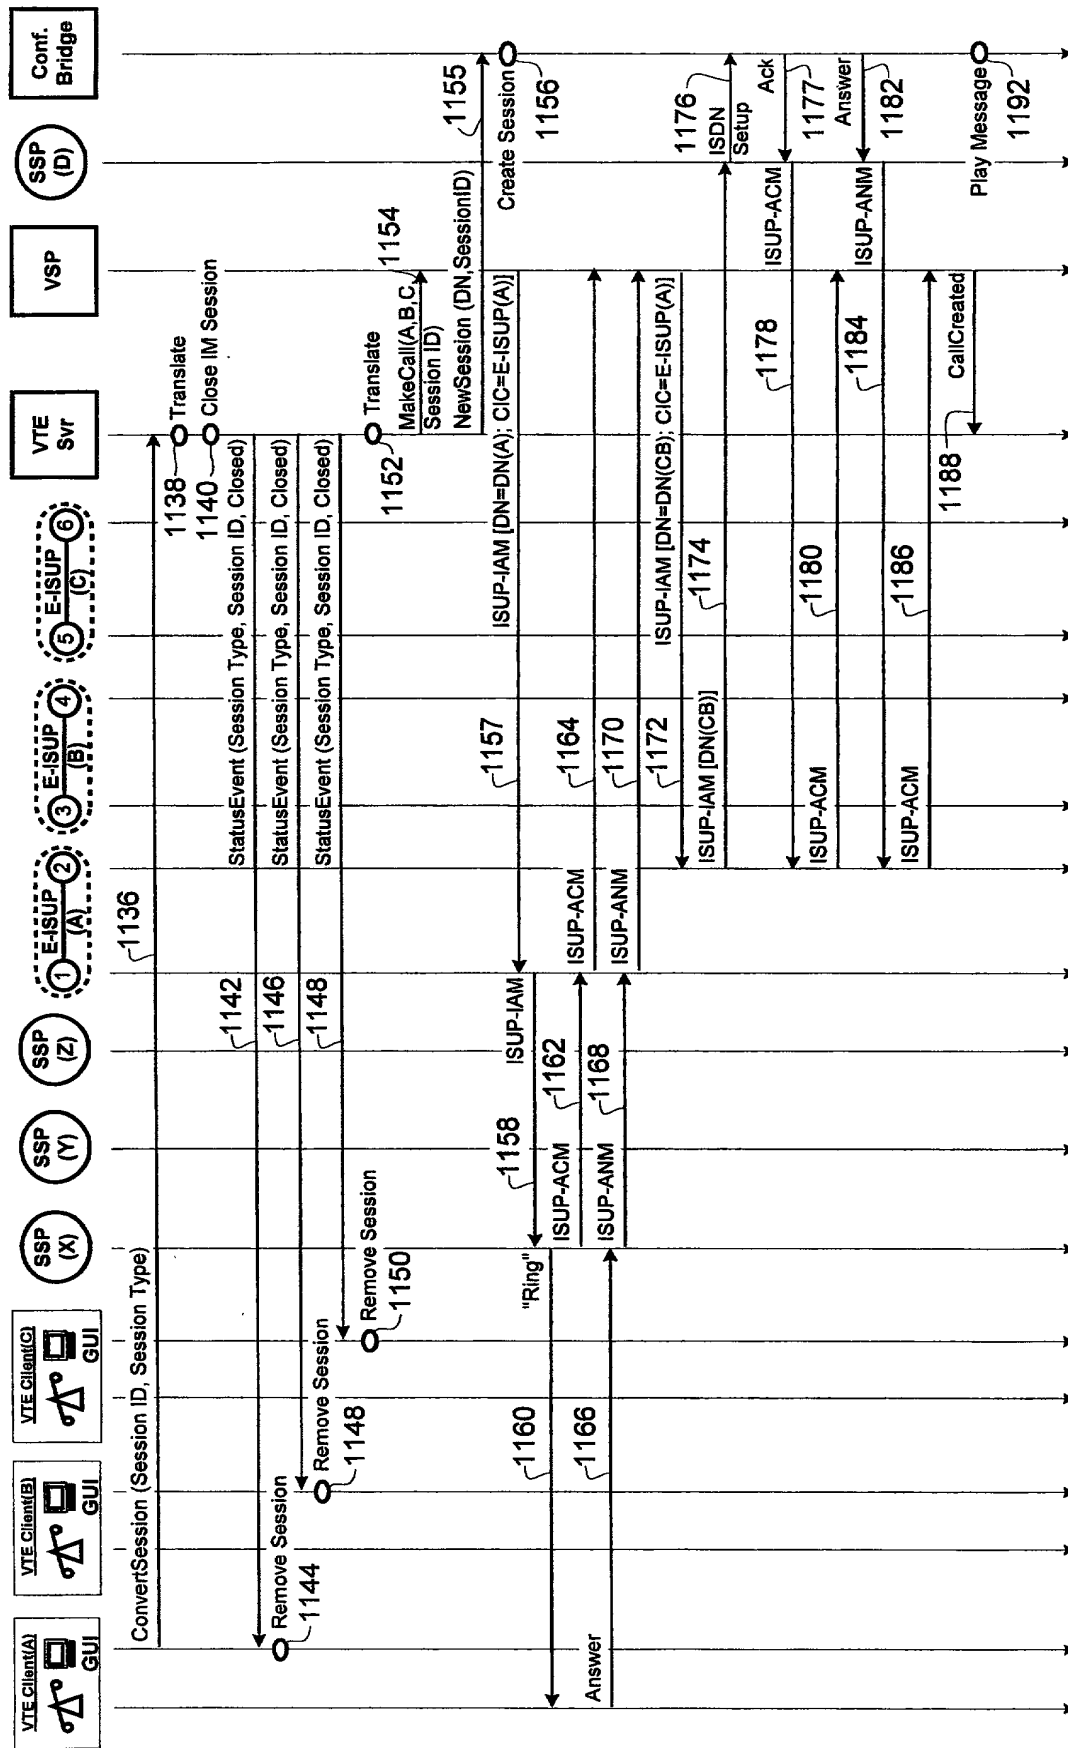 VTE Client(A)
GUI
VTE Client(B)
GUI
VTE Client(C)
GUI
SSP
(X)
SSP
(Y)
SSP
(Z)
1
E-ISUP
(A)
2
3
E-ISUP
(B)
4
5
E-ISUP
(C)
6
VTE
Svr
VSP
SSP
(D)
Conf.
Bridge
ConvertSession (Session ID, Session Type)
1136
1138
Translate
1140
Close IM Session
1142
StatusEvent (Session Type, Session ID, Closed)
Remove Session
1144
1146
StatusEvent (Session Type, Session ID, Closed)
Remove Session
1148
1148
StatusEvent (Session Type, Session ID, Closed)
Remove Session
1150
1152
Translate
MakeCall(A,B,C,
Session ID)
1154
NewSession (DN,SessionID)
1155
Create Session
1156
1157
ISUP-IAM [DN=DN(A); CIC=E-ISUP(A)]
1158
ISUP-IAM
1160
"Ring"
ISUP-ACM
1162
ISUP-ACM
1164
Answer
1166
ISUP-ANM
1168
ISUP-ANM
1170
1172
ISUP-IAM [DN=DN(CB); CIC=E-ISUP(A)]
ISUP-IAM [DN(CB)]
1174
ISDN
Setup
1176
Ack
1177
1178
ISUP-ACM
ISUP-ACM
1180
Answer
1182
1184
ISUP-ANM
ISUP-ACM
1186
1188
CallCreated
Play Message
1192